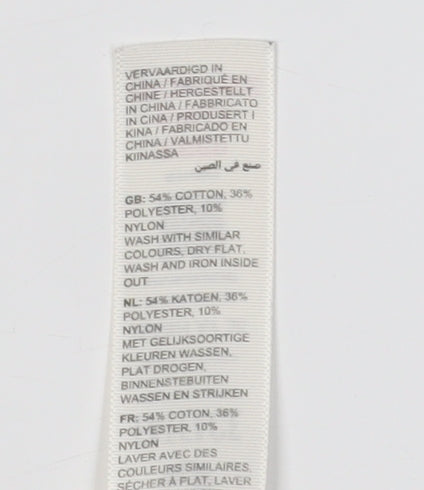 VERVAARDIGD IN
CHINA / FABRIQUÉ EN
CHINE / HERGESTELLT
IN CHINA / FABBRICATO
IN CINA / PRODUSERT I
KINA / FABRICADO EN
CHINA / VALMISTETTU
KIINASSA
صنع في الصين
GB: 54% COTTON, 36%
POLYESTER, 10%
NYLON
WASH WITH SIMILAR
COLOURS, DRY FLAT,
WASH AND IRON INSIDE
OUT
NL: 54% KATOEN, 36%
POLYESTER, 10%
NYLON
MET GELIJKSOORTIGE
KLEUREN WASSEN,
PLAT DROGEN,
BINNENSTEBUITEN
WASSEN EN STRIJKEN
FR: 54% COTON, 36%
POLYESTER, 10%
NYLON
LAVER AVEC DES
COULEURS SIMILAIRES,
SÉCHER À PLAT, LAVER